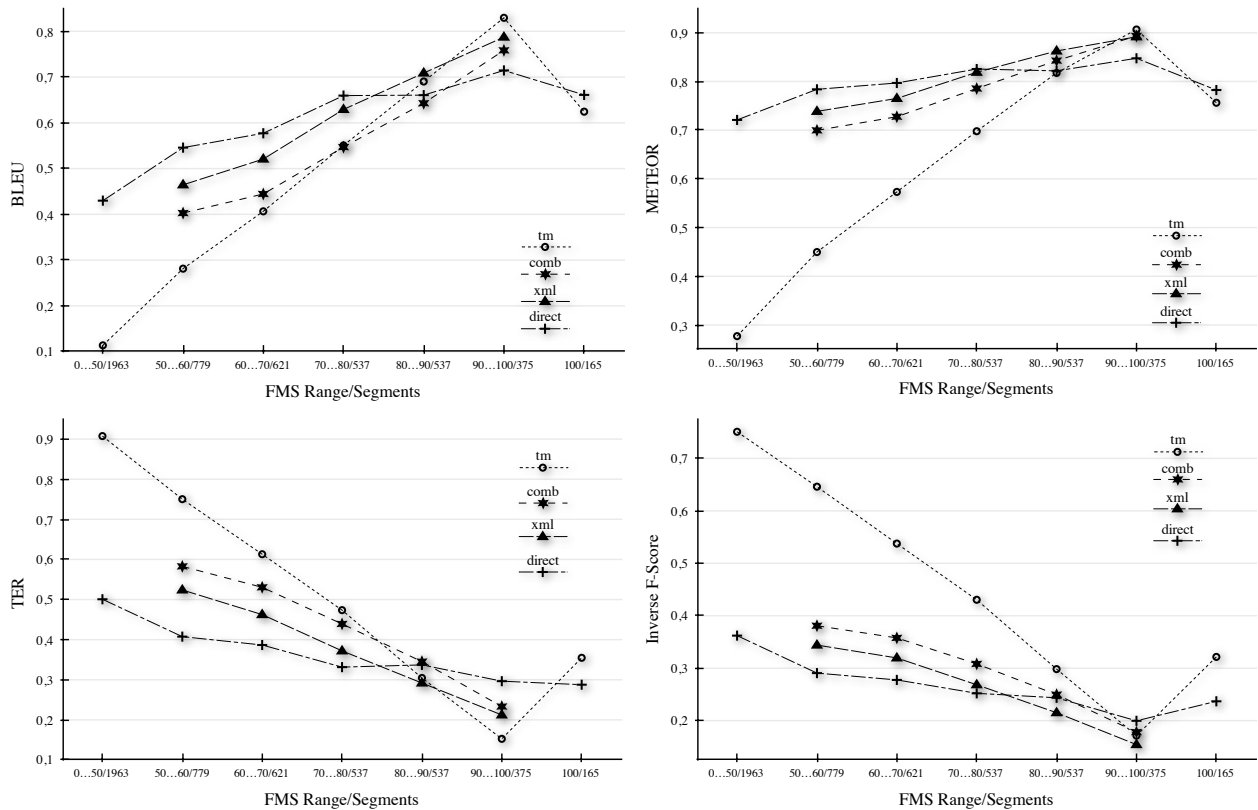 0,8
0,7
0,6
0,5
0,4
0,3
0,2
0,1
BLEU
tm
comb
xml
direct
0…50/1963 50…60/779 60…70/621 70…80/537 80…90/537 90…100/375 100/165
FMS Range/Segments
0,9
0,8
0,7
0,6
0,5
0,4
0,3
METEOR
tm
comb
xml
direct
0…50/1963 50…60/779 60…70/621 70…80/537 80…90/537 90…100/375 100/165
FMS Range/Segments
0,9
0,8
0,7
0,6
0,5
0,4
0,3
0,2
0,1
TER
tm
comb
xml
direct
0…50/1963 50…60/779 60…70/621 70…80/537 80…90/537 90…100/375 100/165
FMS Range/Segments
0,7
0,6
0,5
0,4
0,3
0,2
Inverse F-Score
tm
comb
xml
direct
0…50/1963 50…60/779 60…70/621 70…80/537 80…90/537 90…100/375 100/165
FMS Range/Segments